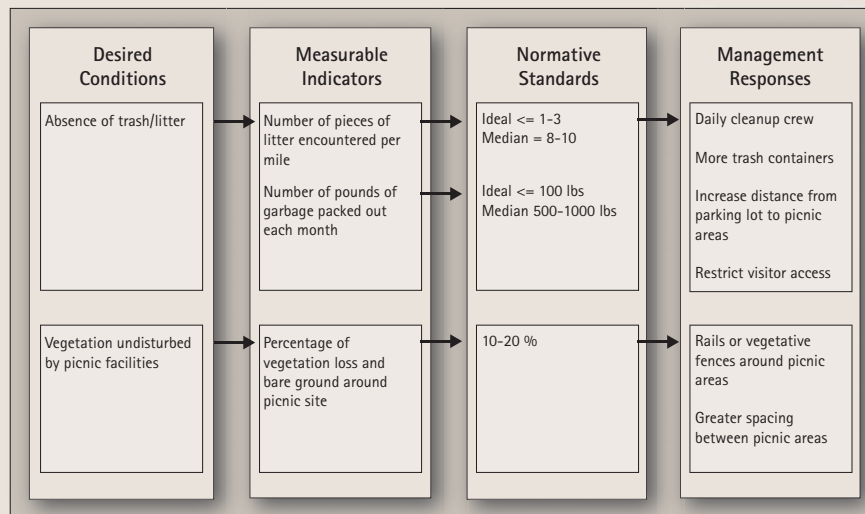 Desired
Conditions
Absence of trash/litter
Vegetation undisturbed
by picnic facilities
Measurable
Indicators
Number of pieces of
litter encountered per
mile
Number of pounds of
garbage packed out
each month
Percentage of
vegetation loss and
bare ground around
picnic site
Normative
Standards
Ideal <= 1-3
Median = 8-10
Ideal <= 100 lbs
Median 500-1000 lbs
10-20 %
Management
Responses
Daily cleanup crew
More trash containers
Increase distance from
parking lot to picnic
areas
Restrict visitor access
Rails or vegetative
fences around picnic
areas
Greater spacing
between picnic areas